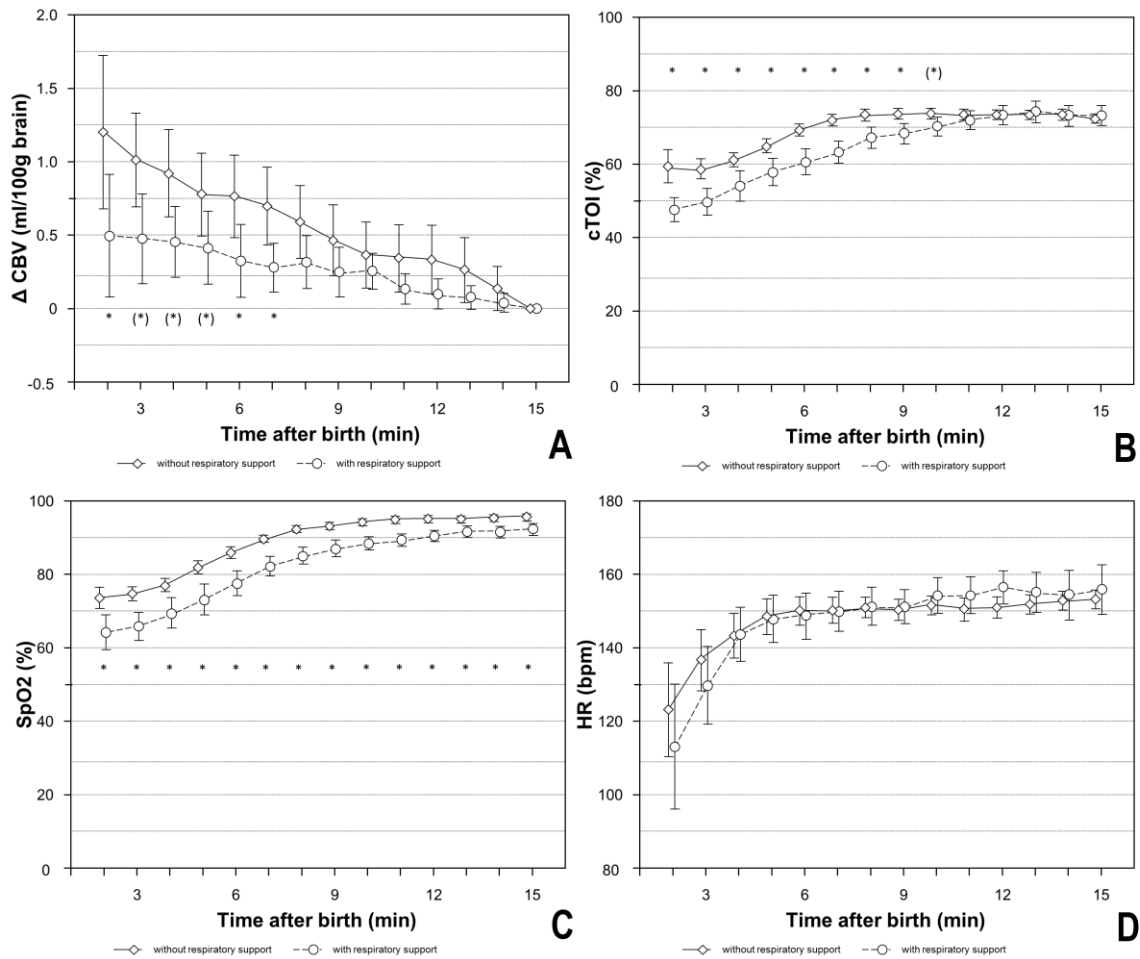 2.0
1.5
1.0
0.5
0
-0.5
Δ CBV (ml/100g brain)
* (*) (*) (*) * *
3 6 9 12 15
Time after birth (min)
A
without respiratory support with respiratory support
100
80
60
40
20
0
cTOI (%)
* * * * * * * * (*)
3 6 9 12 15
Time after birth (min)
B
without respiratory support with respiratory support
100
80
60
40
20
0
SpO2 (%)
* * * * * * * * * * * * * *
3 6 9 12 15
Time after birth (min)
C
without respiratory support with respiratory support
180
160
140
120
100
80
HR (bpm)
3 6 9 12 15
Time after birth (min)
D
without respiratory support with respiratory support